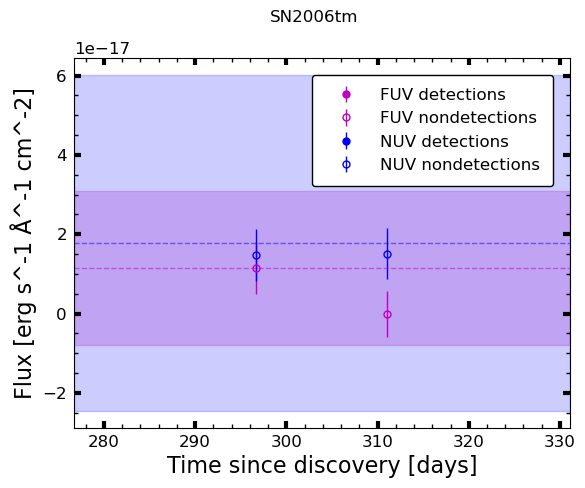 SN2006tm
1e−17
6
4
2
0
−2
Flux [erg s^-1 Å^-1 cm^-2]
FUV detections
FUV nondetections
NUV detections
NUV nondetections
280 290 300 310 320 330
Time since discovery [days]